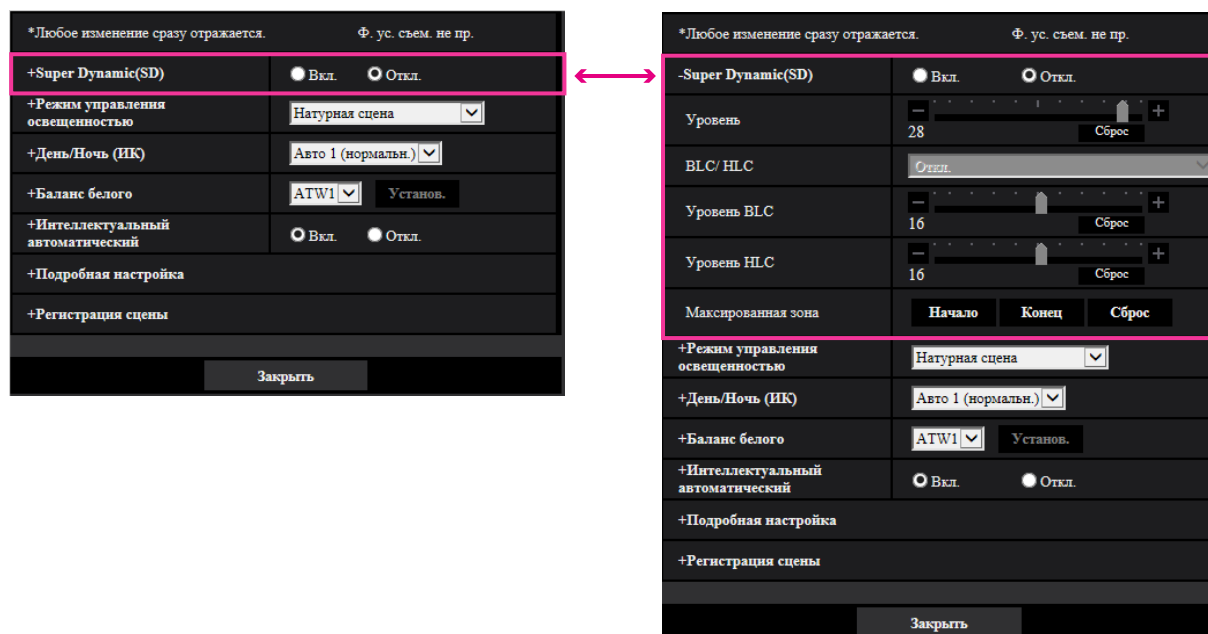 *Любое изменение сразу отражается. Ф. ус. съем. не пр.
+Super Dynamic(SD) Вкл. Откл.
+Режим управления
освещенностью
Натурная сцена
+День/Ночь (ИК) Авто 1 (нормальн.)
+Баланс белого ATW1 Установ.
+Интеллектуальный
автоматический
Вкл. Откл.
+Подробная настройка
+Регистрация сцены
Закрыть
*Любое изменение сразу отражается. Ф. ус. съем. не пр.
-Super Dynamic(SD) Вкл. Откл.
Уровень − +
28 Сброс
BLC/ HLC Откл.
Уровень BLC − +
16 Сброс
Уровень HLC − +
16 Сброс
Максированная зона Начало Конец Сброс
+Режим управления
освещенностью
Натурная сцена
+День/Ночь (ИК) Авто 1 (нормальн.)
+Баланс белого ATW1 Установ.
+Интеллектуальный
автоматический
Вкл. Откл.
+Подробная настройка
+Регистрация сцены
Закрыть